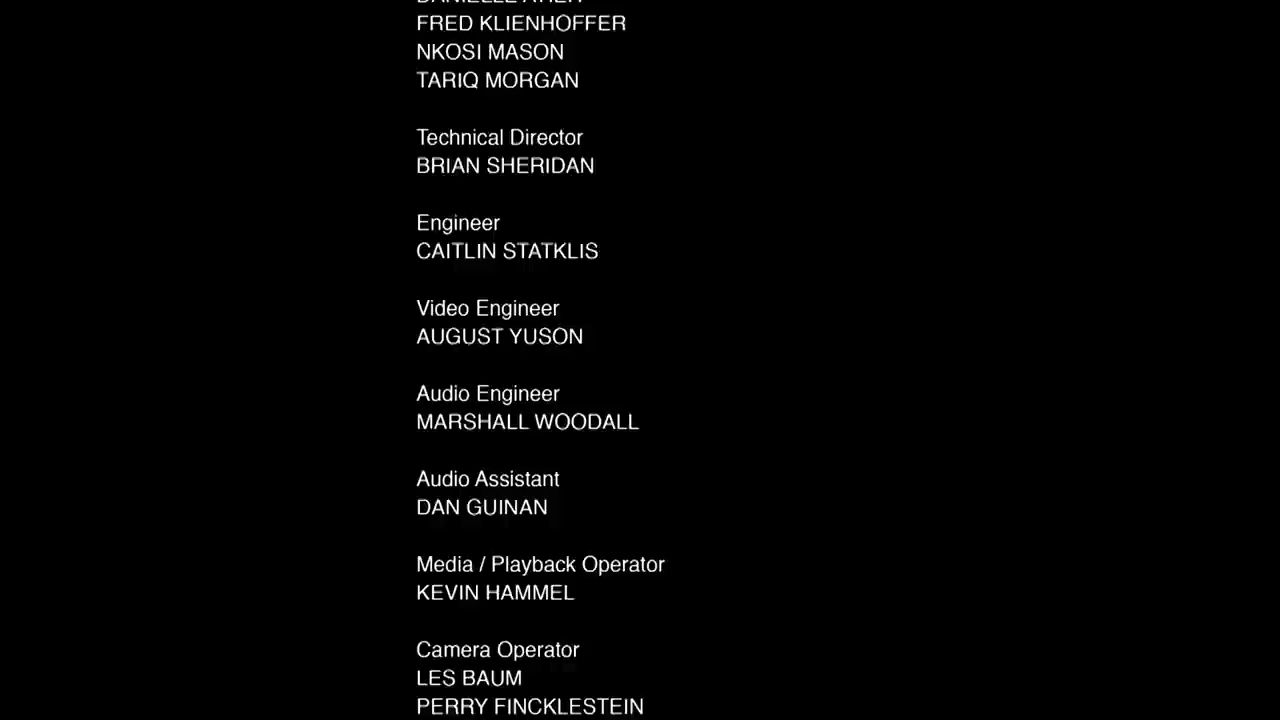 FRED KLIENHOFFER
NKOSI MASON
TARIQ MORGAN
Technical Director
BRIAN SHERIDAN
Engineer
CAITLIN STATKLIS
Video Engineer
AUGUST YUSON
Audio Engineer
MARSHALL WOODALL
Audio Assistant
DAN GUINAN
Media / Playback Operator
KEVIN HAMMEL
Camera Operator
LES BAUM
PERRY FINCKLESTEIN